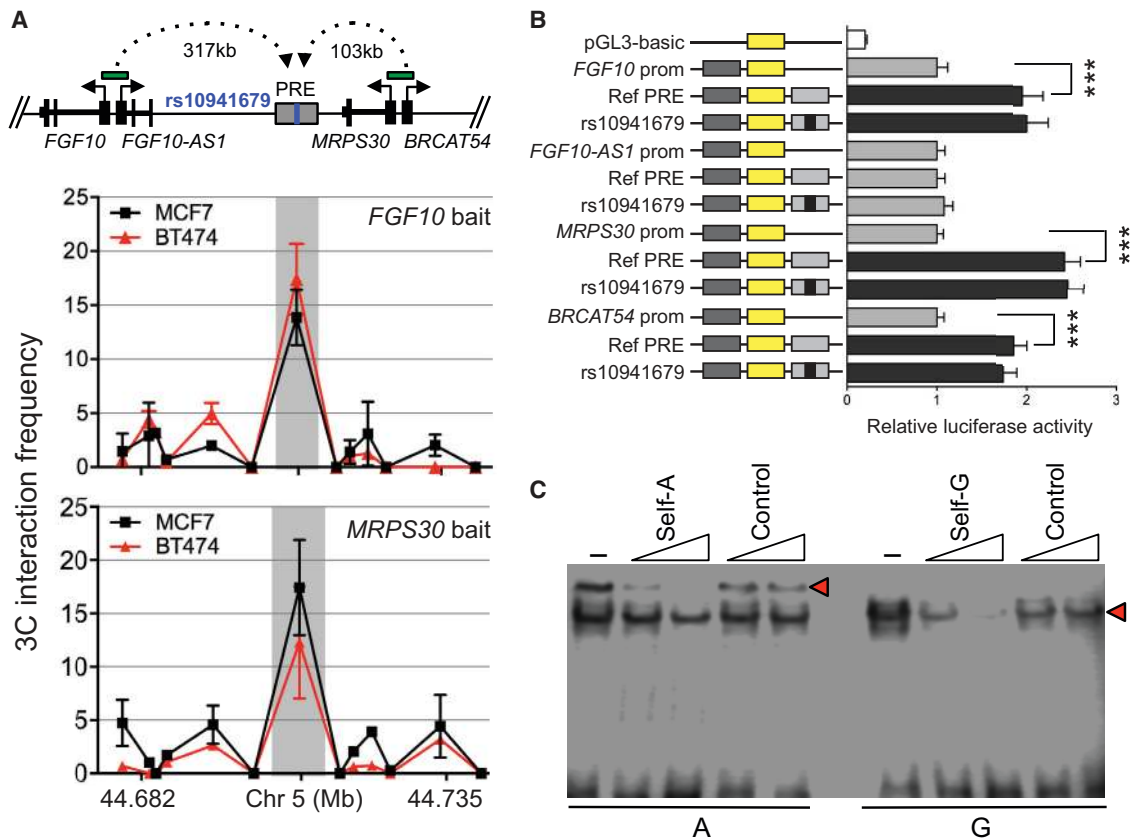 A
317kb
103kb
PRE
rs10941679
FGF10
FGF10-AS1
MRPS30
BRCAT54
3C interaction frequency
25
20
15
10
5
0
MCF7
BT474
FGF10 bait
25
20
15
10
5
0
MCF7
BT474
MRPS30 bait
44.682
Chr 5 (Mb)
44.735
B
pGL3-basic
FGF10 prom
Ref PRE
rs10941679
FGF10-AS1 prom
Ref PRE
rs10941679
MRPS30 prom
Ref PRE
rs10941679
BRCAT54 prom
Ref PRE
rs10941679
***
***
***
0 1 2 3
Relative luciferase activity
C
– Self-A Control – Self-G Control
A G